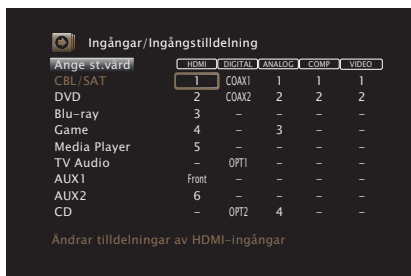 Ingångar/Ingångstilldelning
Ange st.värd HDMI DIGITAL ANALOG COMP VIDEO
CBL/SAT 1 COAX1 1 1 1
DVD 2 COAX2 2 2 2
Blu-ray 3 – – – –
Game 4 – 3 – –
Media Player 5 – – – –
TV Audio – OPT1 – – –
AUX1 Front – – – –
AUX2 6 – – – –
CD – OPT2 4 – –
Ändrar tilldelningar av HDMI-ingångar